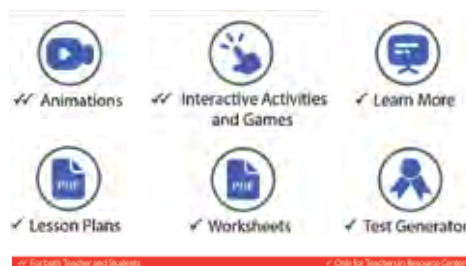 ✓✓ Animations
✓✓ Interactive Activities
and Games
✓ Learn More
PDF
✓ Lesson Plans
PDF
✓ Worksheets
✓ Test Generator
✓✓ For both Teacher and Students
✓ Only for Teachers in Resource Center